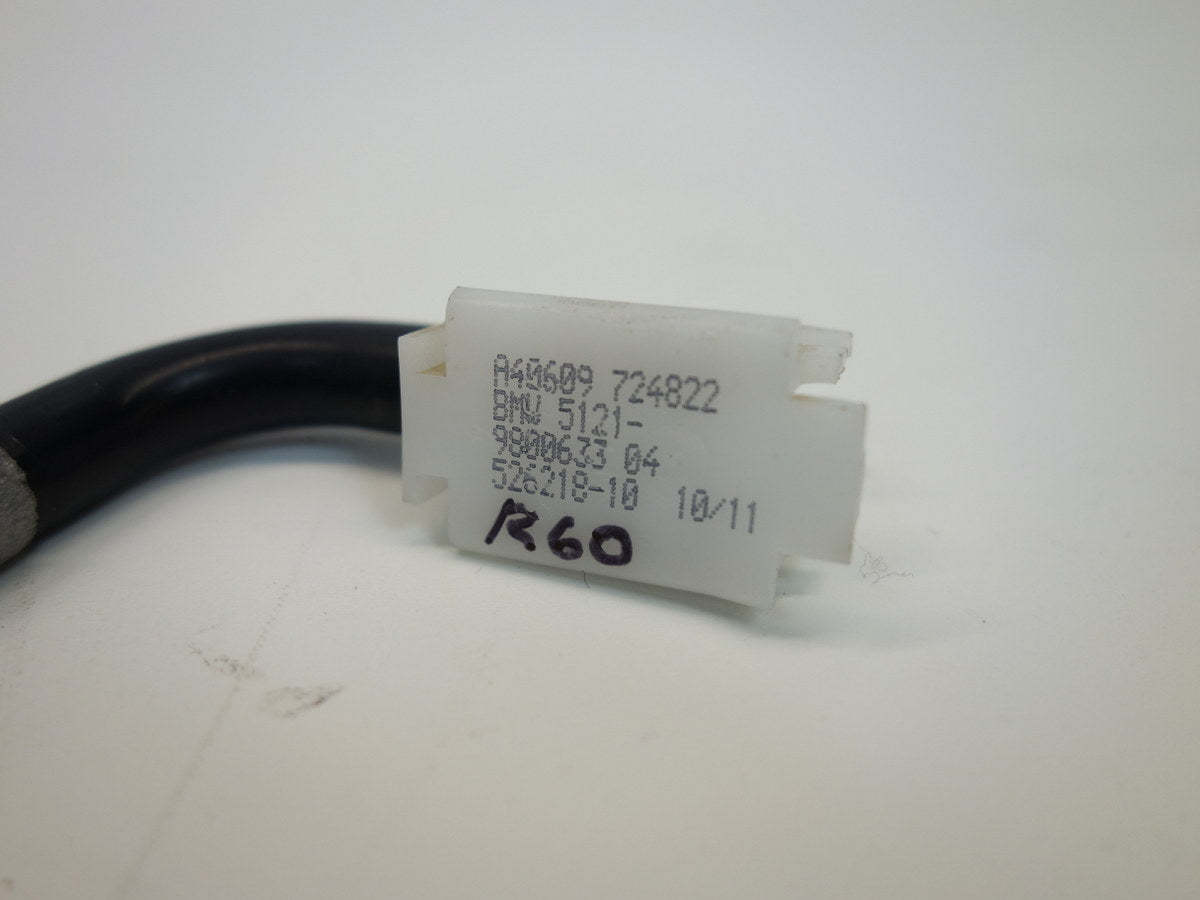 A40609 724822
BMW 5121-
9800633 04
526218-10 10/11
R60